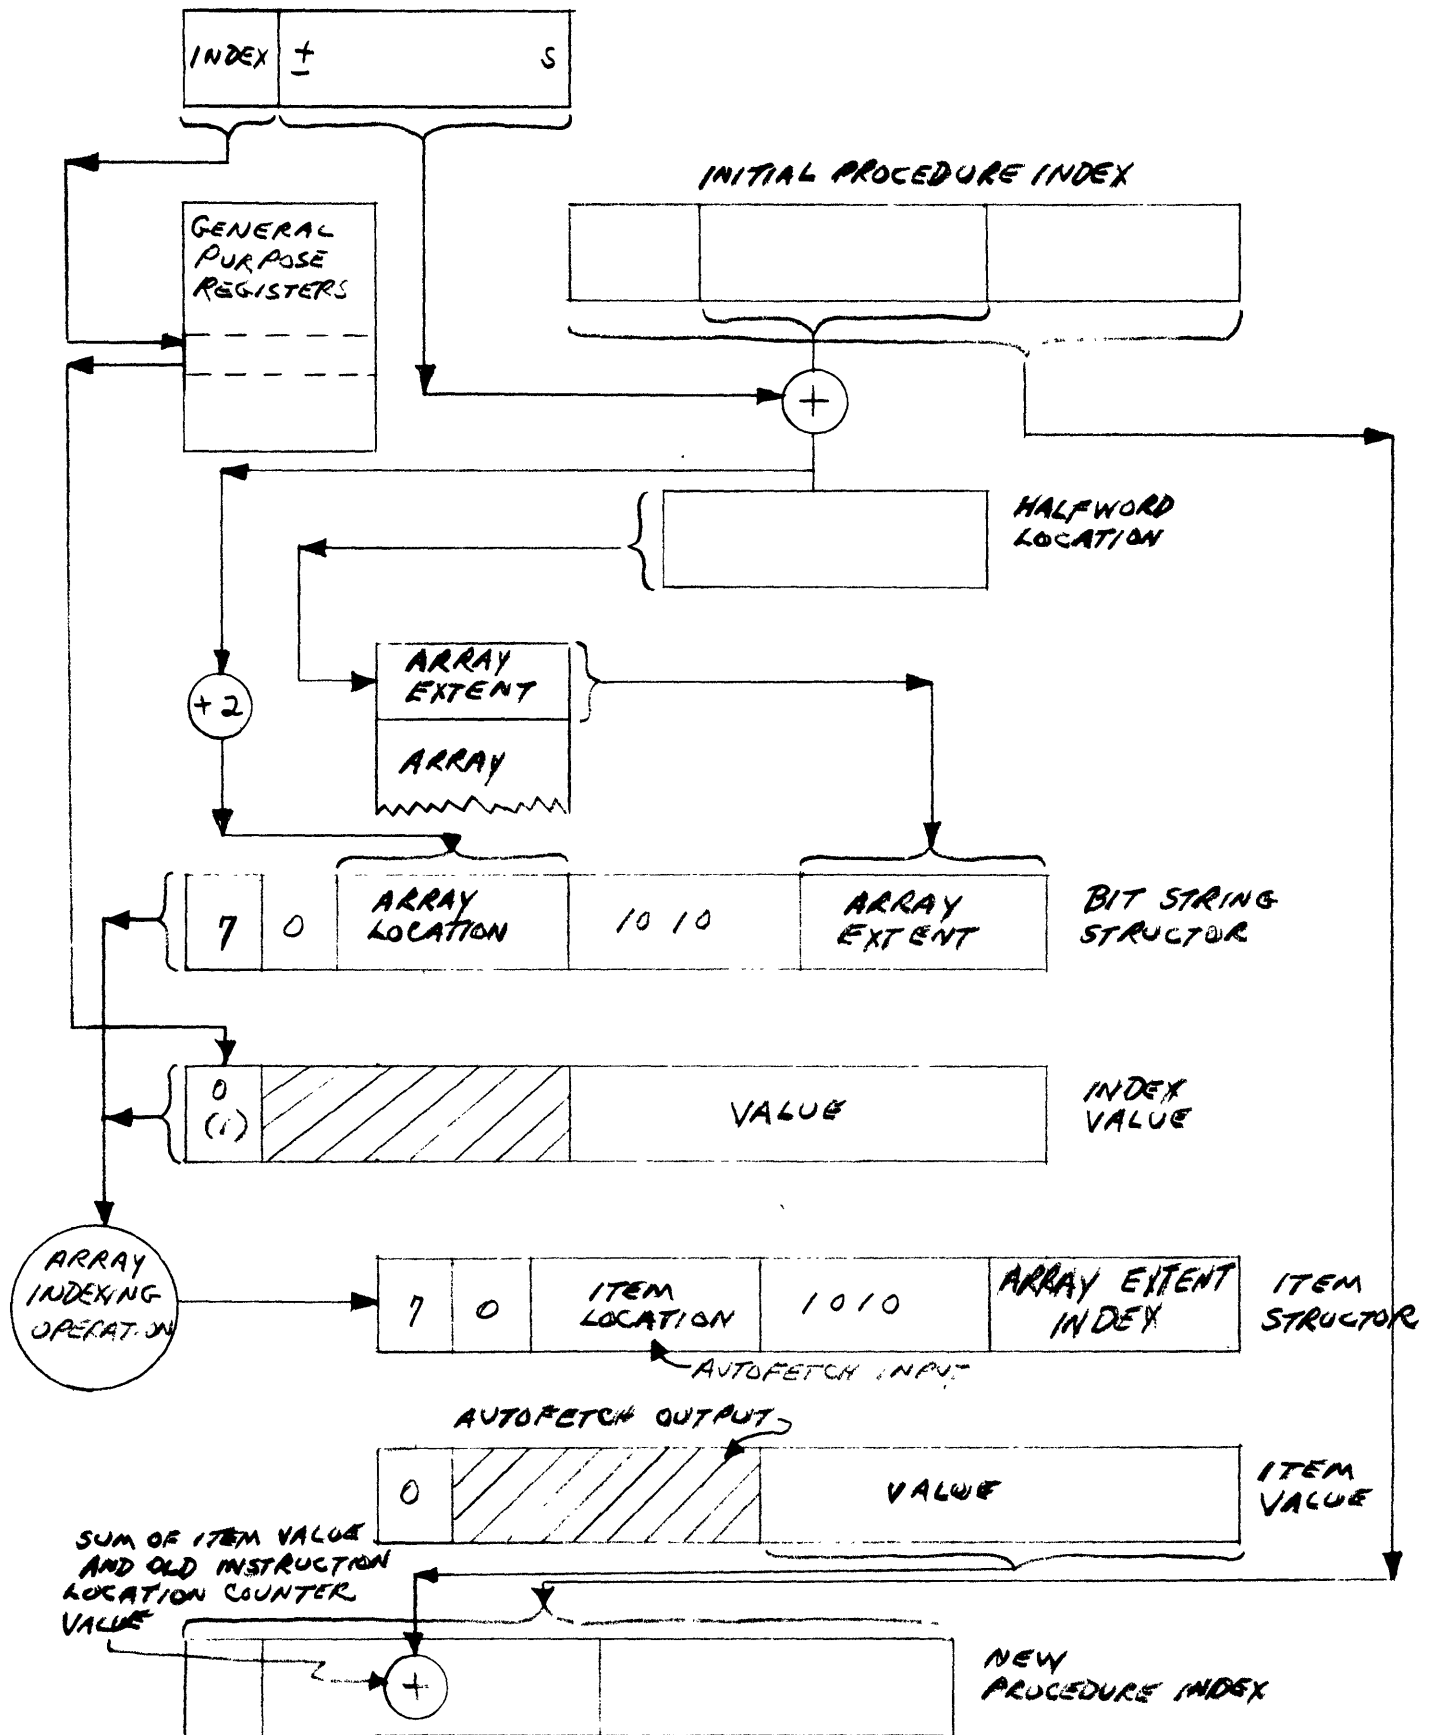 INDEX ± S
INITIAL PROCEDURE INDEX
GENERAL
PURPOSE
REGISTERS
+
HALFWORD
LOCATION
ARRAY
EXTENT
+2
ARRAY
7 0 ARRAY
LOCATION 1010 ARRAY
EXTENT
BIT STRING
STRUCTOR
0
(1)
VALUE
INDEX
VALUE
ARRAY
INDEXING
OPERATION
7 0 ITEM
LOCATION 1010 ARRAY EXTENT
INDEX
ITEM
STRUCTOR
AUTOFETCH INPUT
AUTOFETCH OUTPUT
0 VALUE
ITEM
VALUE
SUM OF ITEM VALUE
AND OLD INSTRUCTION
LOCATION COUNTER
VALUE
+
NEW
PROCEDURE INDEX